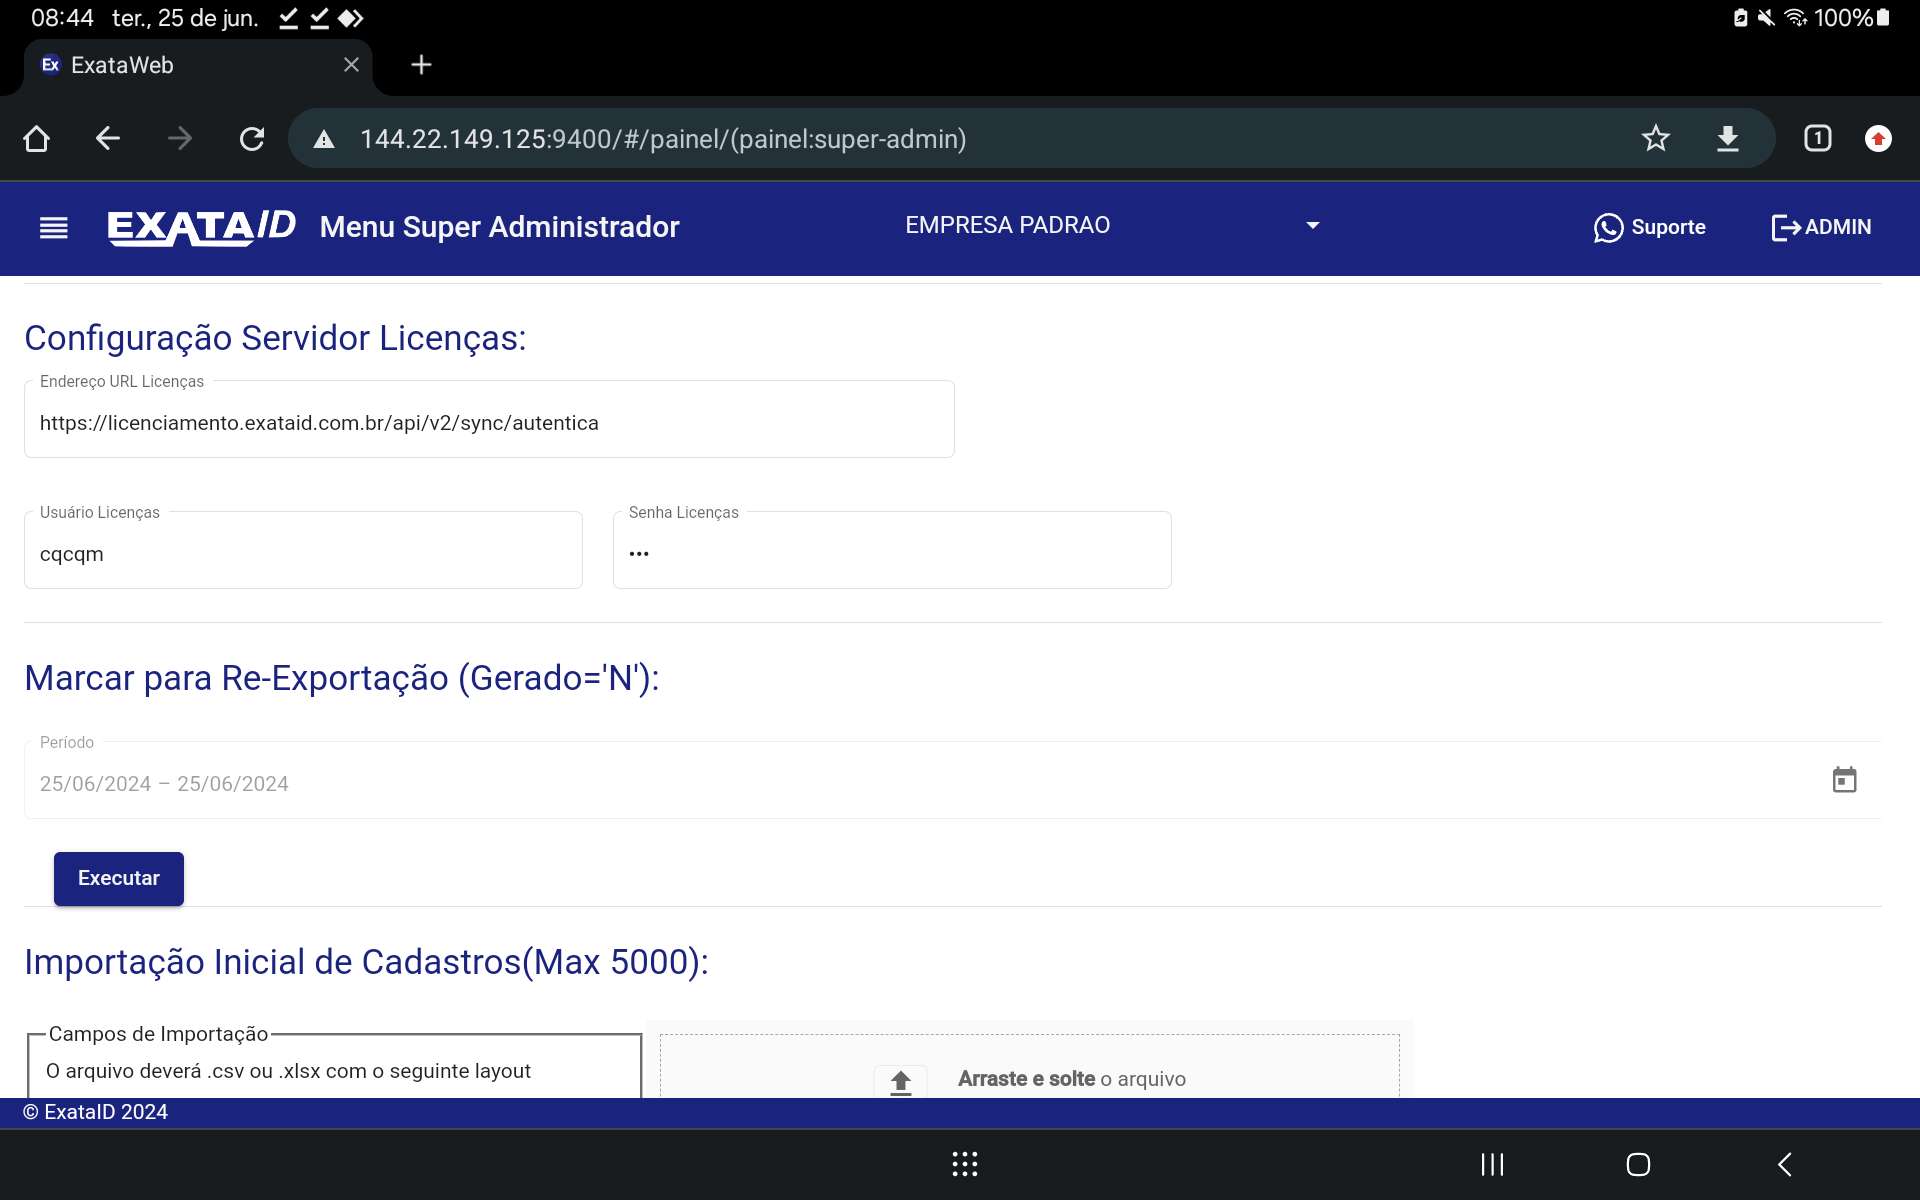 08:44 ter., 25 de jun.
100%
Ex ExataWeb
144.22.149.125:9400/#/painel/(painel:super-admin)
1
EXATAID Menu Super Administrador
EMPRESA PADRAO
Suporte
ADMIN
Configuração Servidor Licenças:
Endereço URL Licenças
https://licenciamento.exataid.com.br/api/v2/sync/autentica
Usuário Licenças
cqcqm
Senha Licenças
•••
Marcar para Re-Exportação (Gerado='N'):
Período
25/06/2024 – 25/06/2024
Executar
Importação Inicial de Cadastros(Max 5000):
Campos de Importação
O arquivo deverá .csv ou .xlsx com o seguinte layout
Arraste e solte o arquivo
© ExataID 2024